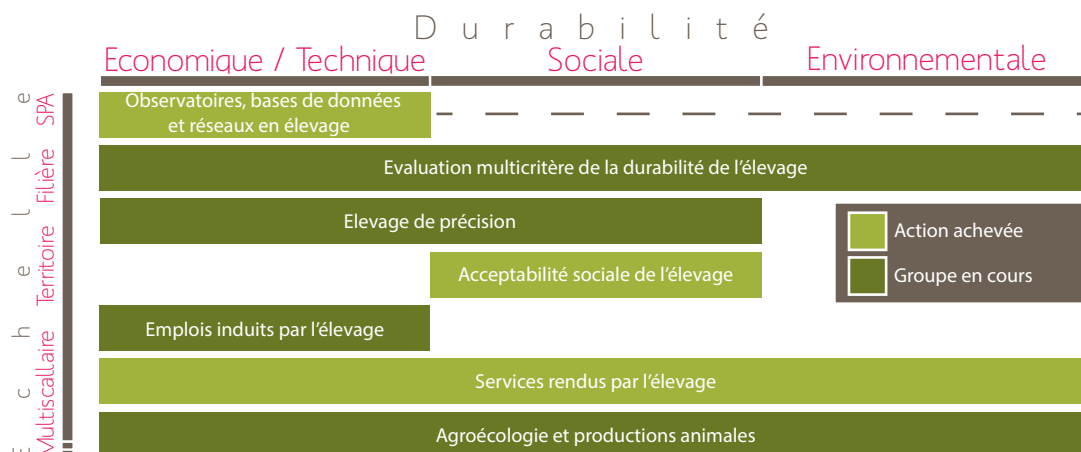 Durabilité
Economique / Technique
Sociale
Environnementale
Echelle
SPA
Filière
Territoire
Multiscallaire
Observatoires, bases de données
et réseaux en élevage
Evaluation multicritère de la durabilité de l'élevage
Elevage de précision
Acceptabilité sociale de l'élevage
Emplois induits par l'élevage
Services rendus par l'élevage
Agroécologie et productions animales
Action achevée
Groupe en cours